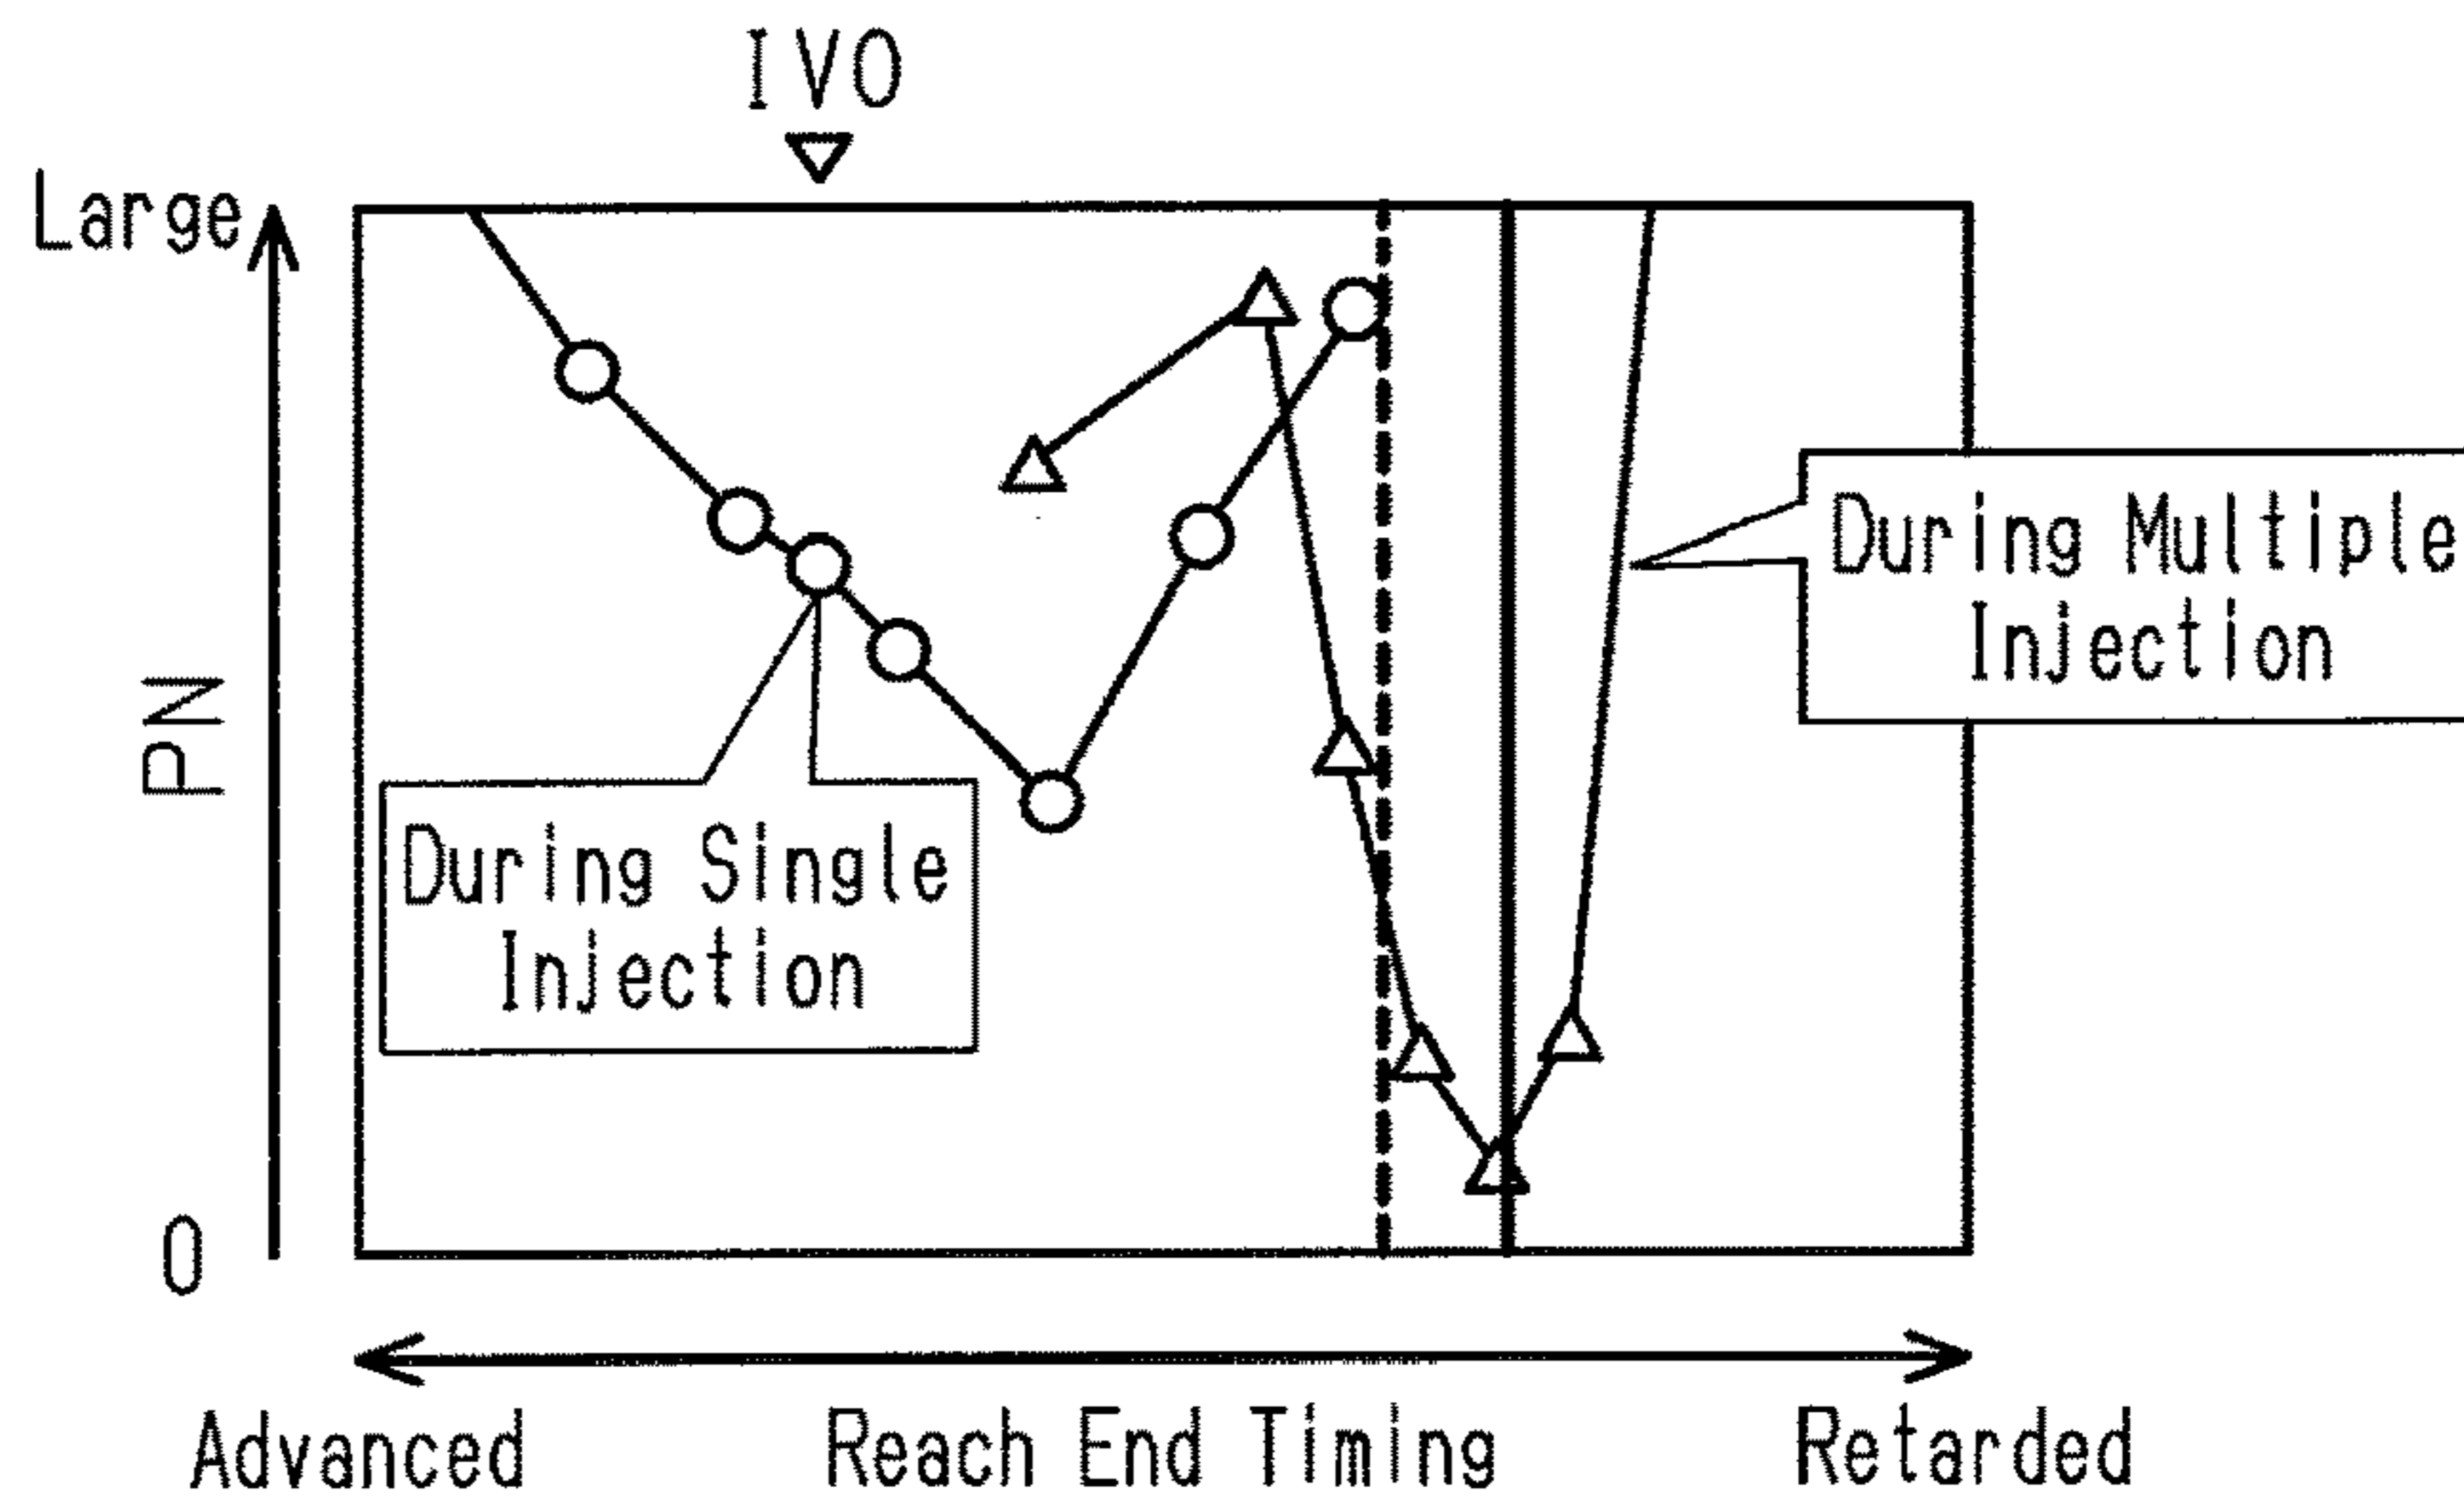 IVO
Large
PN
During Multiple
Injection
During Single
Injection
0
Advanced
Reach End Timing
Retarded